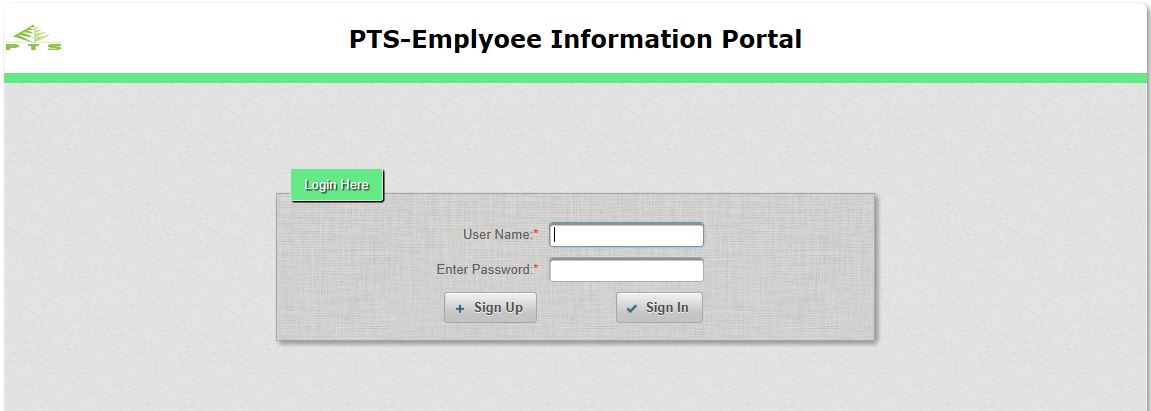 PTS
PTS-Emplyoee Information Portal
Login Here
User Name:*
Enter Password:*
Sign Up
Sign In